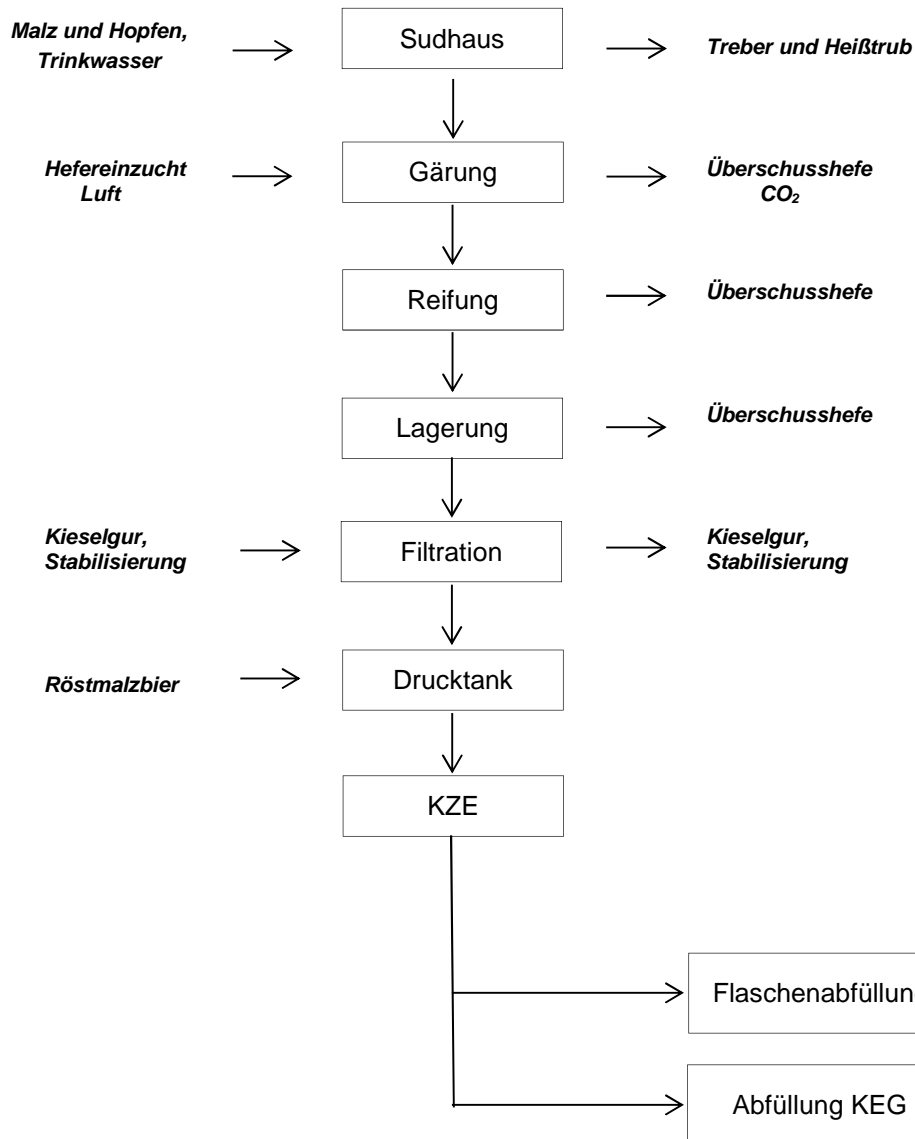 Malz und Hopfen,
Trinkwasser
Sudhaus
Treber und Heißtrub
Hefereinzucht
Luft
Gärung
Überschusshefe
CO₂
Reifung
Überschusshefe
Lagerung
Überschusshefe
Kieselgur,
Stabilisierung
Filtration
Kieselgur,
Stabilisierung
Röstmalzbier
Drucktank
KZE
Flaschenabfüllun
Abfüllung KEG